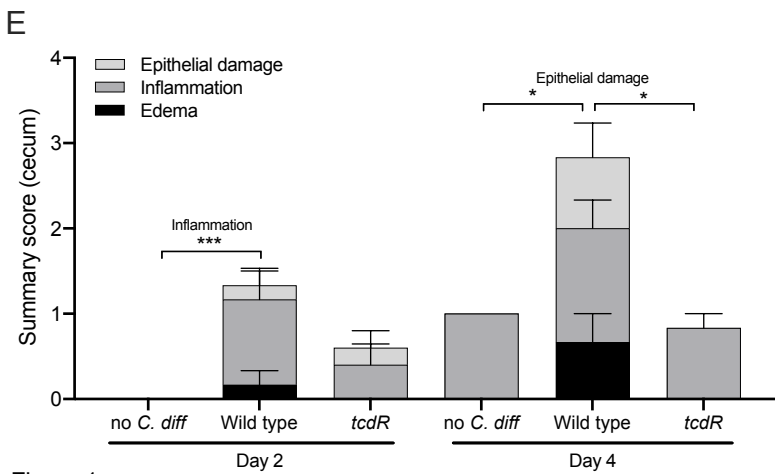 E
4
3
2
1
0
Summary score (cecum)
Epithelial damage
Inflammation
Edema
Inflammation
***
Epithelial damage
*
*
no C. diff
Wild type
tcdR
no C. diff
Wild type
tcdR
Day 2
Day 4